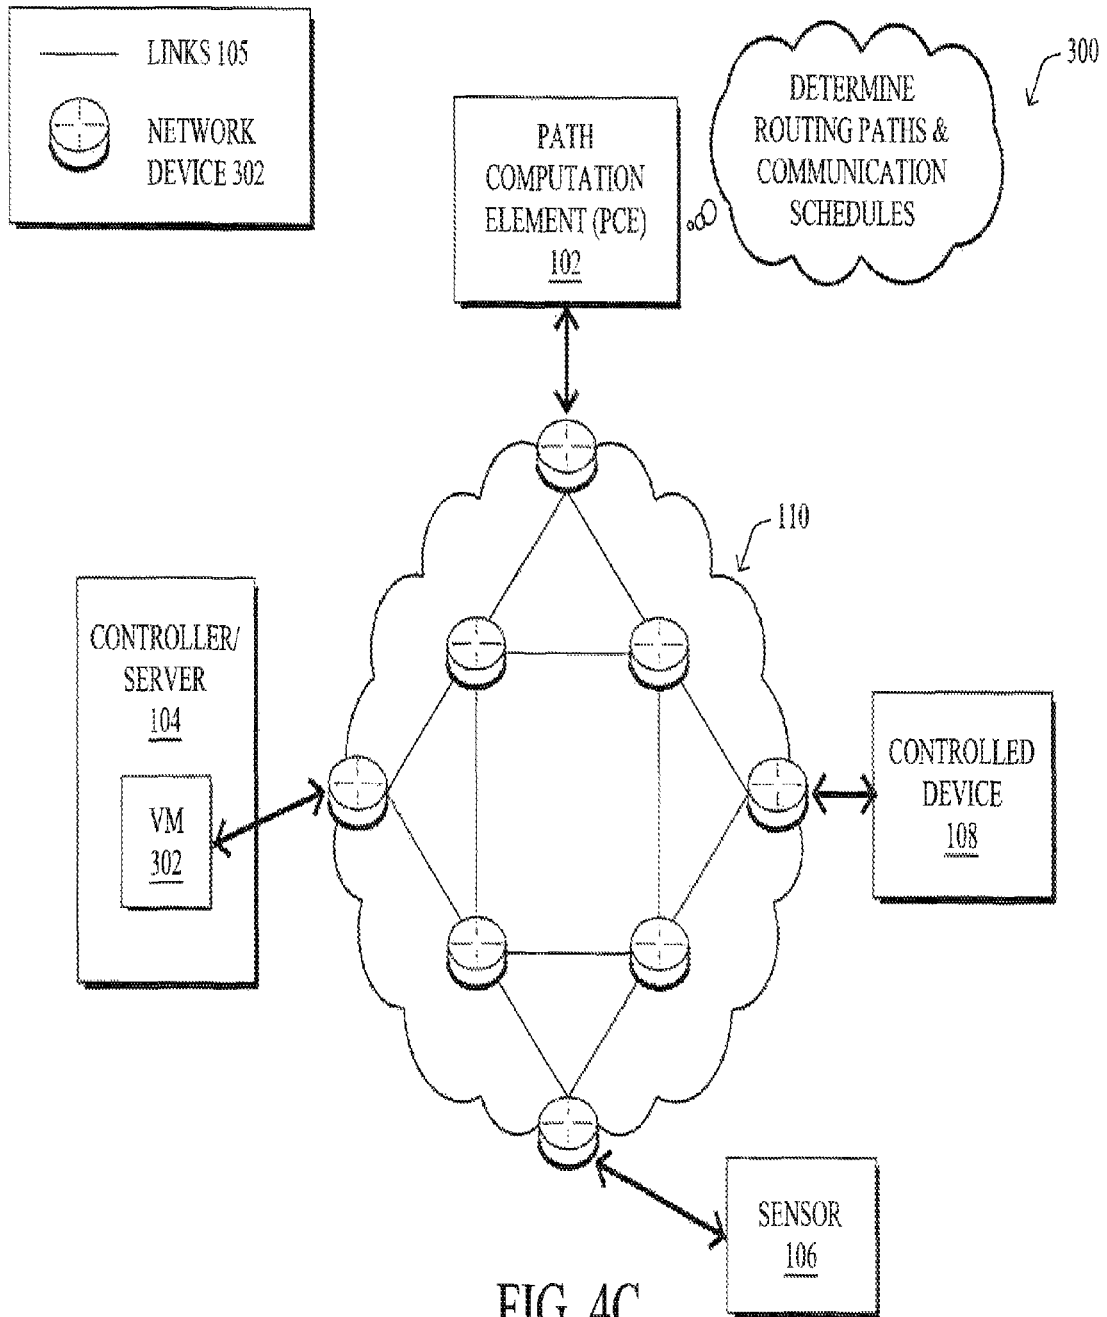 LINKS 105
NETWORK
DEVICE 302
PATH
COMPUTATION
ELEMENT (PCE)
102
DETERMINE
ROUTING PATHS &
COMMUNICATION
SCHEDULES
300
110
CONTROLLER/
SERVER
104
VM
302
CONTROLLED
DEVICE
108
SENSOR
106
FIG. 4C